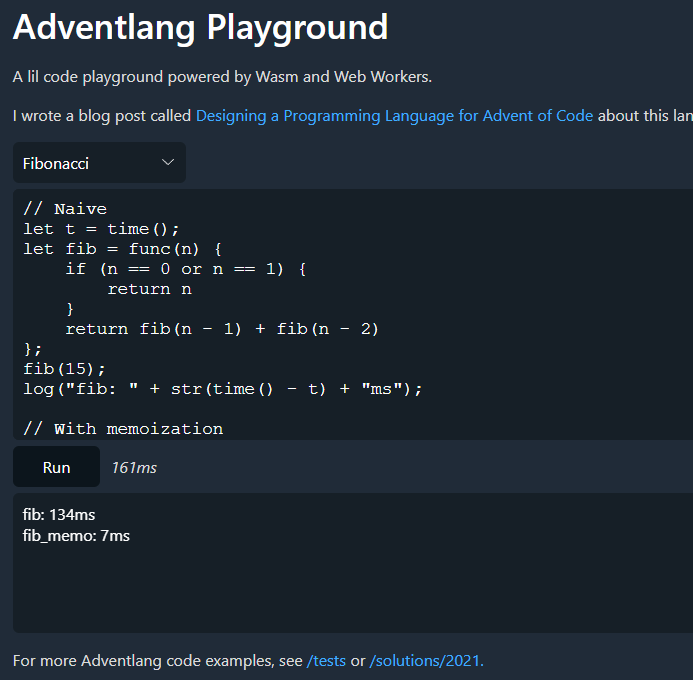 Adventlang Playground
A lil code playground powered by Wasm and Web Workers.
I wrote a blog post called Designing a Programming Language for Advent of Code about this lan
Fibonacci
// Naive
let t = time();
let fib = func(n) {
    if (n == 0 or n == 1) {
        return n
    }
    return fib(n - 1) + fib(n - 2)
};
fib(15);
log("fib: " + str(time() - t) + "ms");

// With memoization
Run 161ms
fib: 134ms
fib_memo: 7ms
For more Adventlang code examples, see /tests or /solutions/2021.